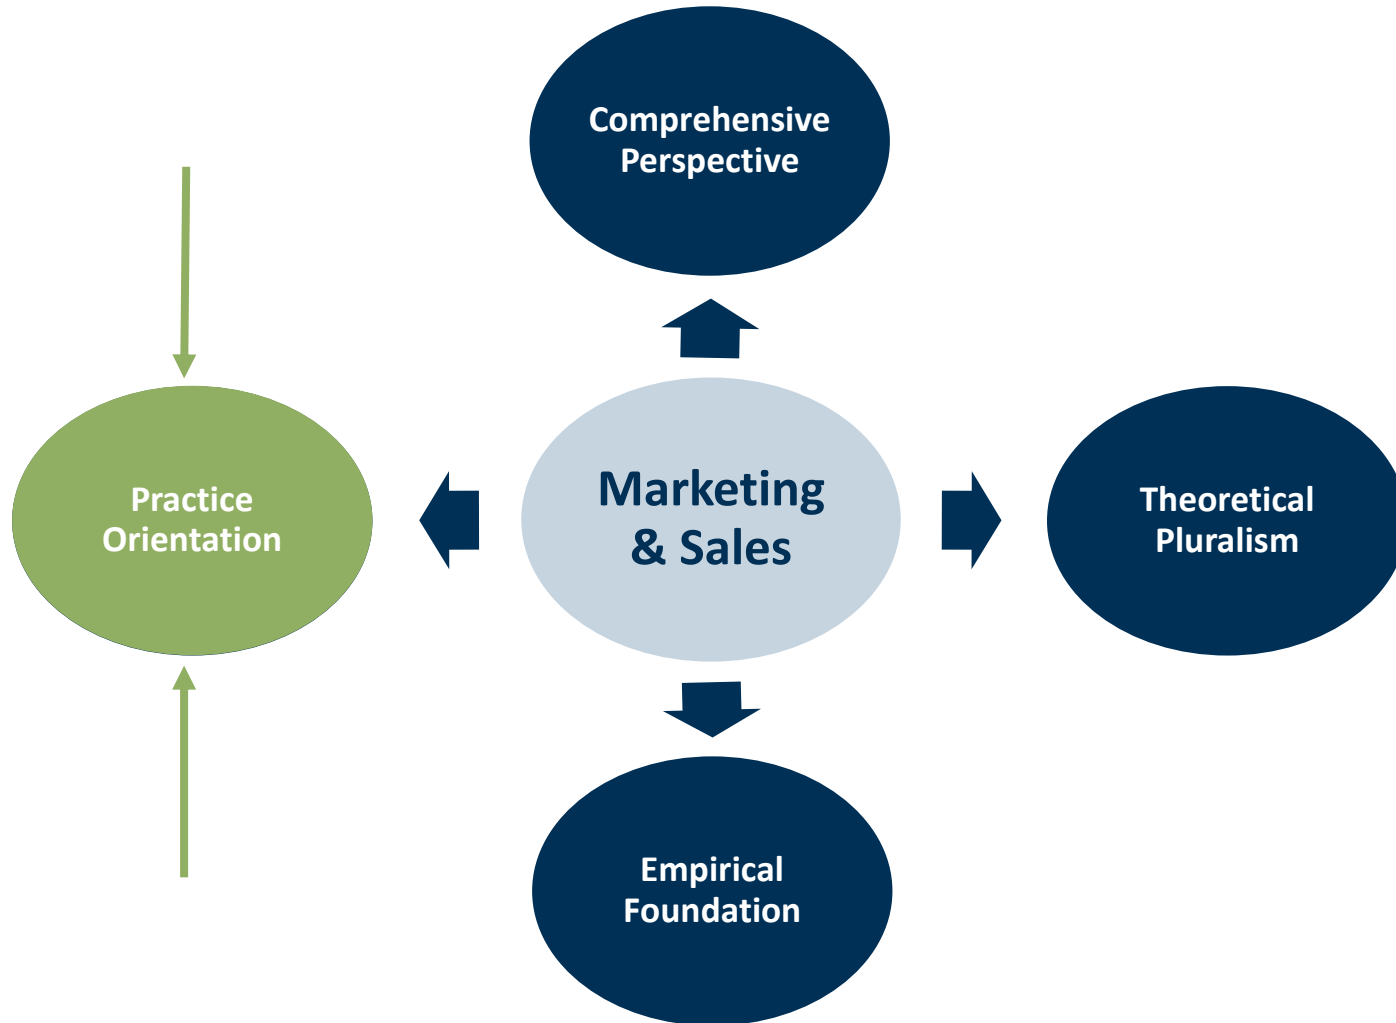 Comprehensive
Perspective
Practice
Orientation
Marketing
& Sales
Theoretical
Pluralism
Empirical
Foundation